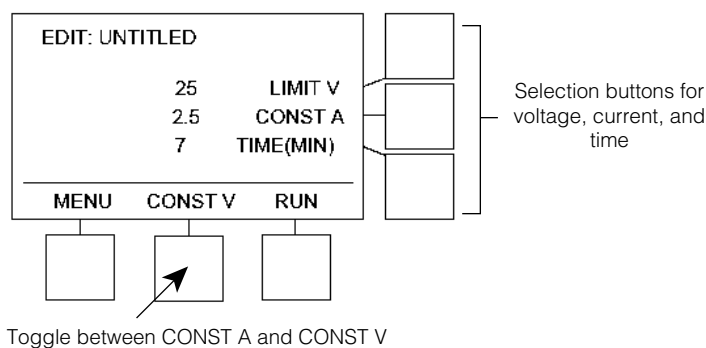 EDIT: UNTITLED
25 LIMIT V
2.5 CONST A
7 TIME(MIN)
MENU CONST V RUN
Selection buttons for
voltage, current, and
time
Toggle between CONST A and CONST V